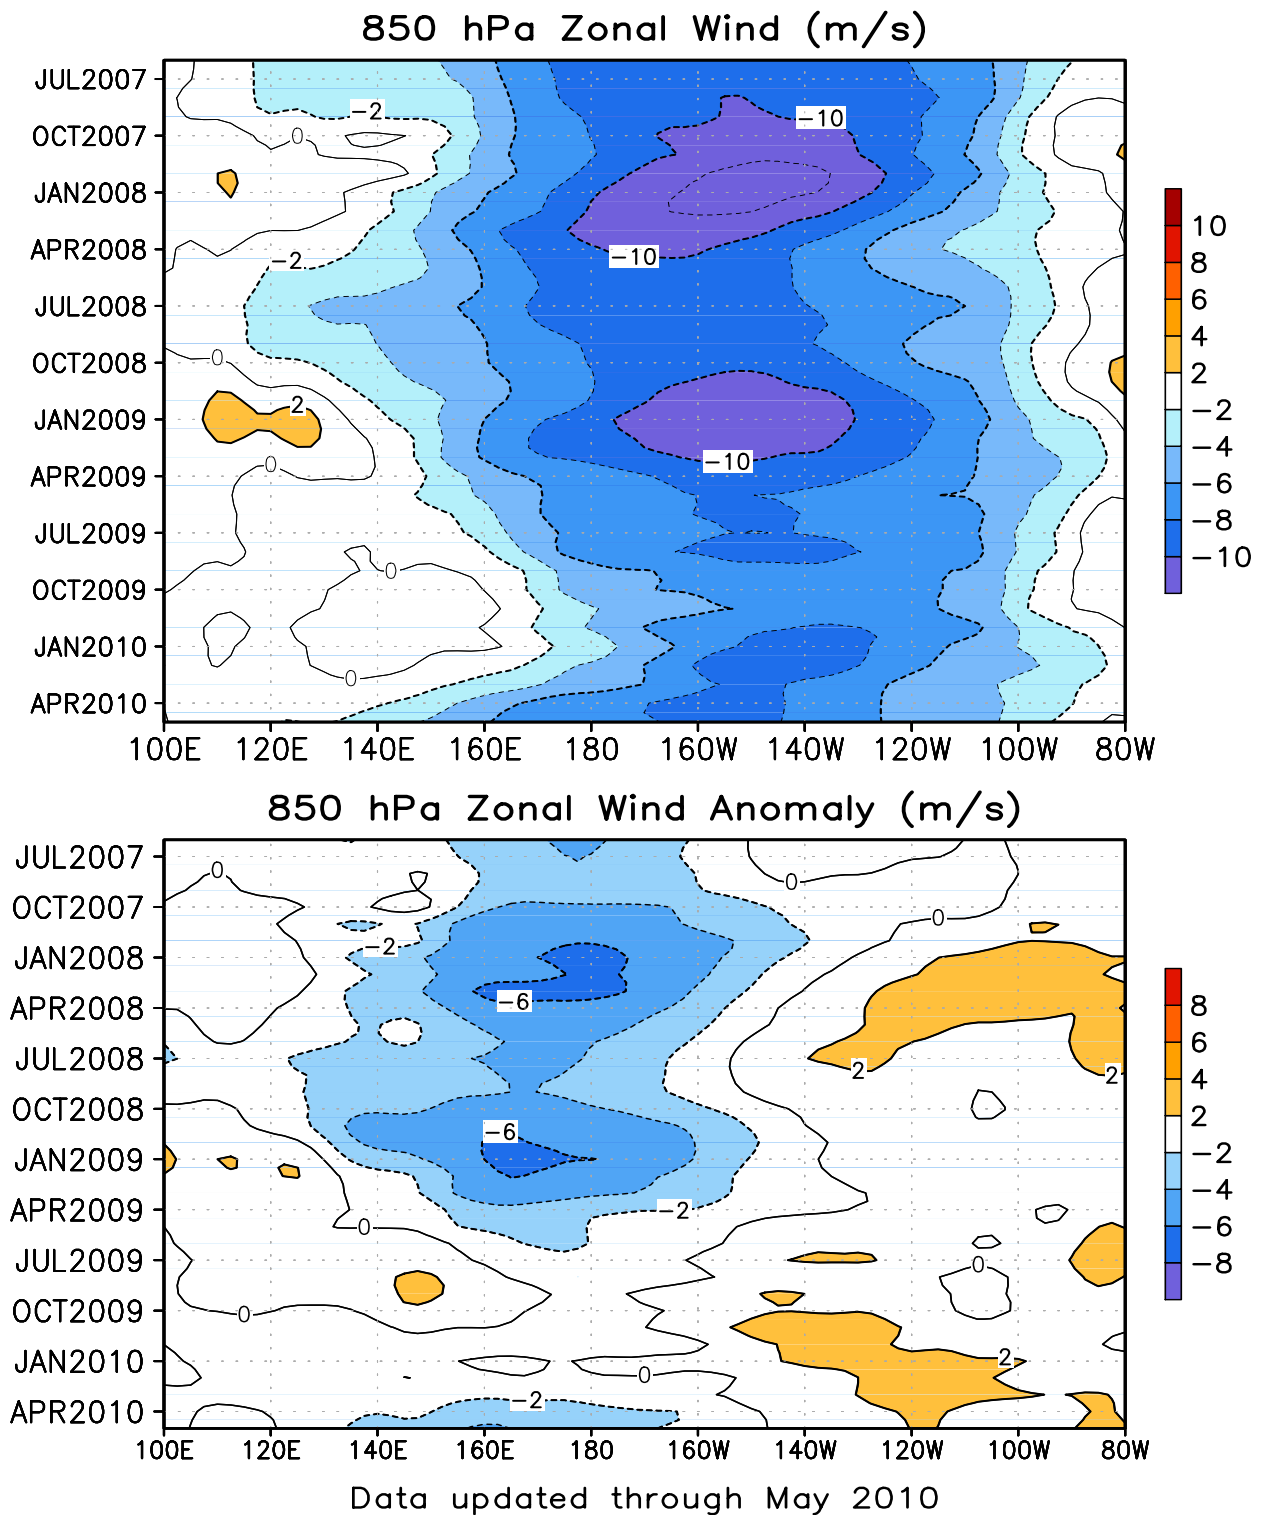 850 hPa Zonal Wind (m/s)
JUL2007
OCT2007
JAN2008
APR2008
JUL2008
OCT2008
JAN2009
APR2009
JUL2009
OCT2009
JAN2010
APR2010
−2
0
−10
−10
−2
0
2
0
−10
0
0
100E 120E 140E 160E 180 160W 140W 120W 100W 80W
10
8
6
4
2
−2
−4
−6
−8
−10
850 hPa Zonal Wind Anomaly (m/s)
JUL2007
OCT2007
JAN2008
APR2008
JUL2008
OCT2008
JAN2009
APR2009
JUL2009
OCT2009
JAN2010
APR2010
0
0
0
−2
−6
2
2
−6
−2
0
0
0
2
0
−2
100E 120E 140E 160E 180 160W 140W 120W 100W 80W
8
6
4
2
−2
−4
−6
−8
Data updated through May 2010